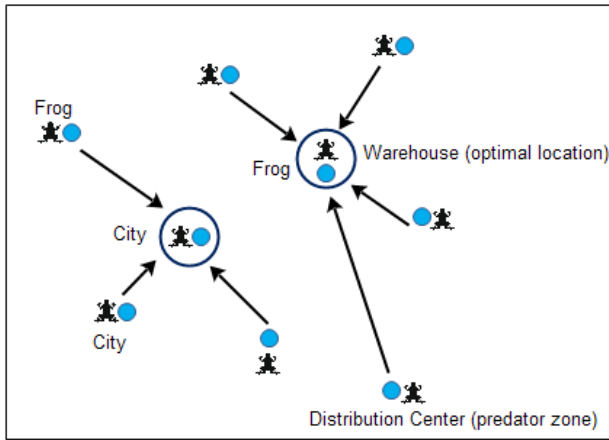 Frog
Warehouse (optimal location)
Frog
City
City
Distribution Center (predator zone)